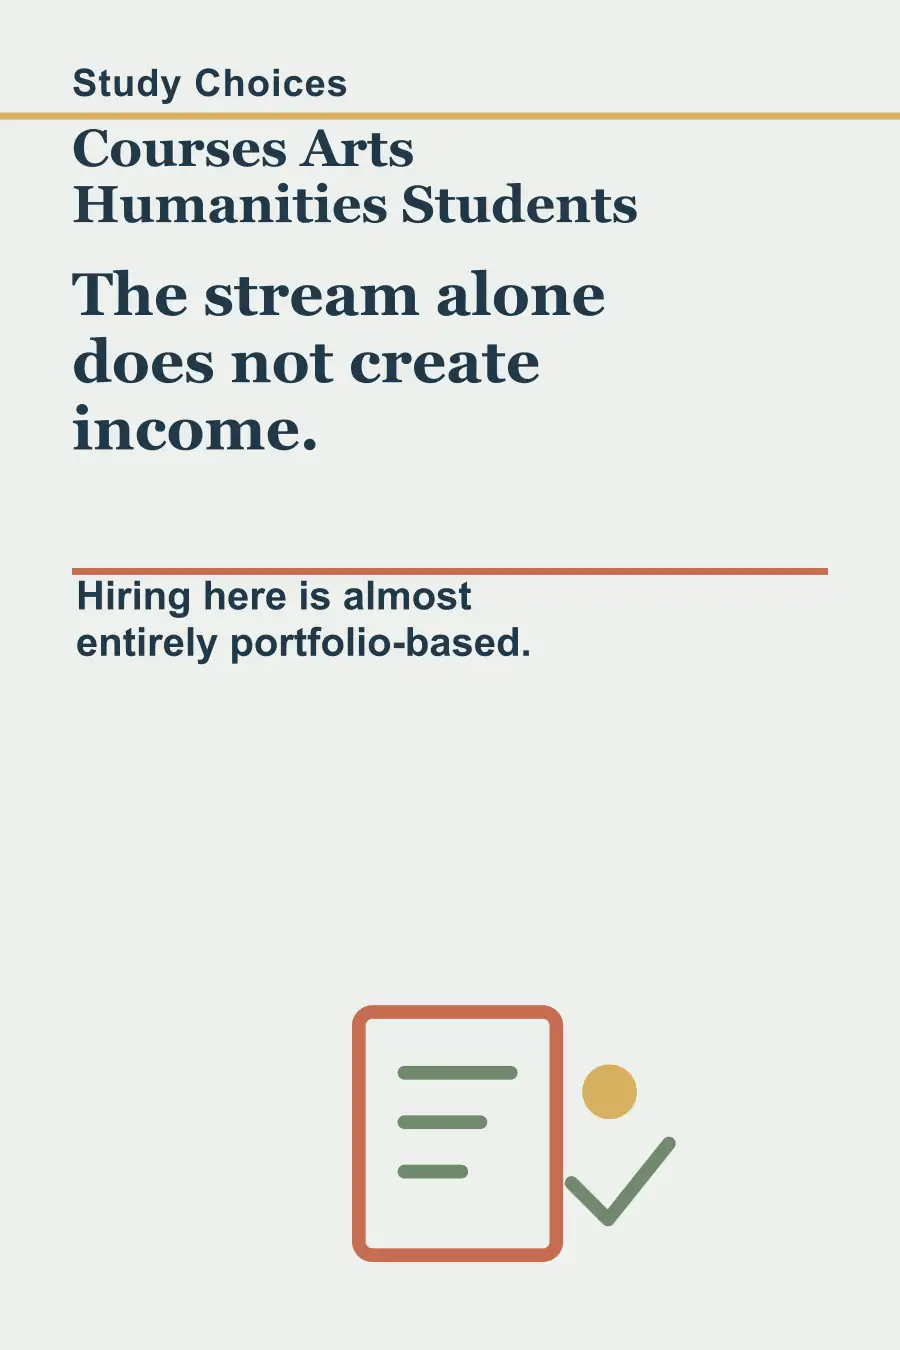 Study Choices
Courses Arts
Humanities Students
The stream alone
does not create
income.
Hiring here is almost
entirely portfolio-based.